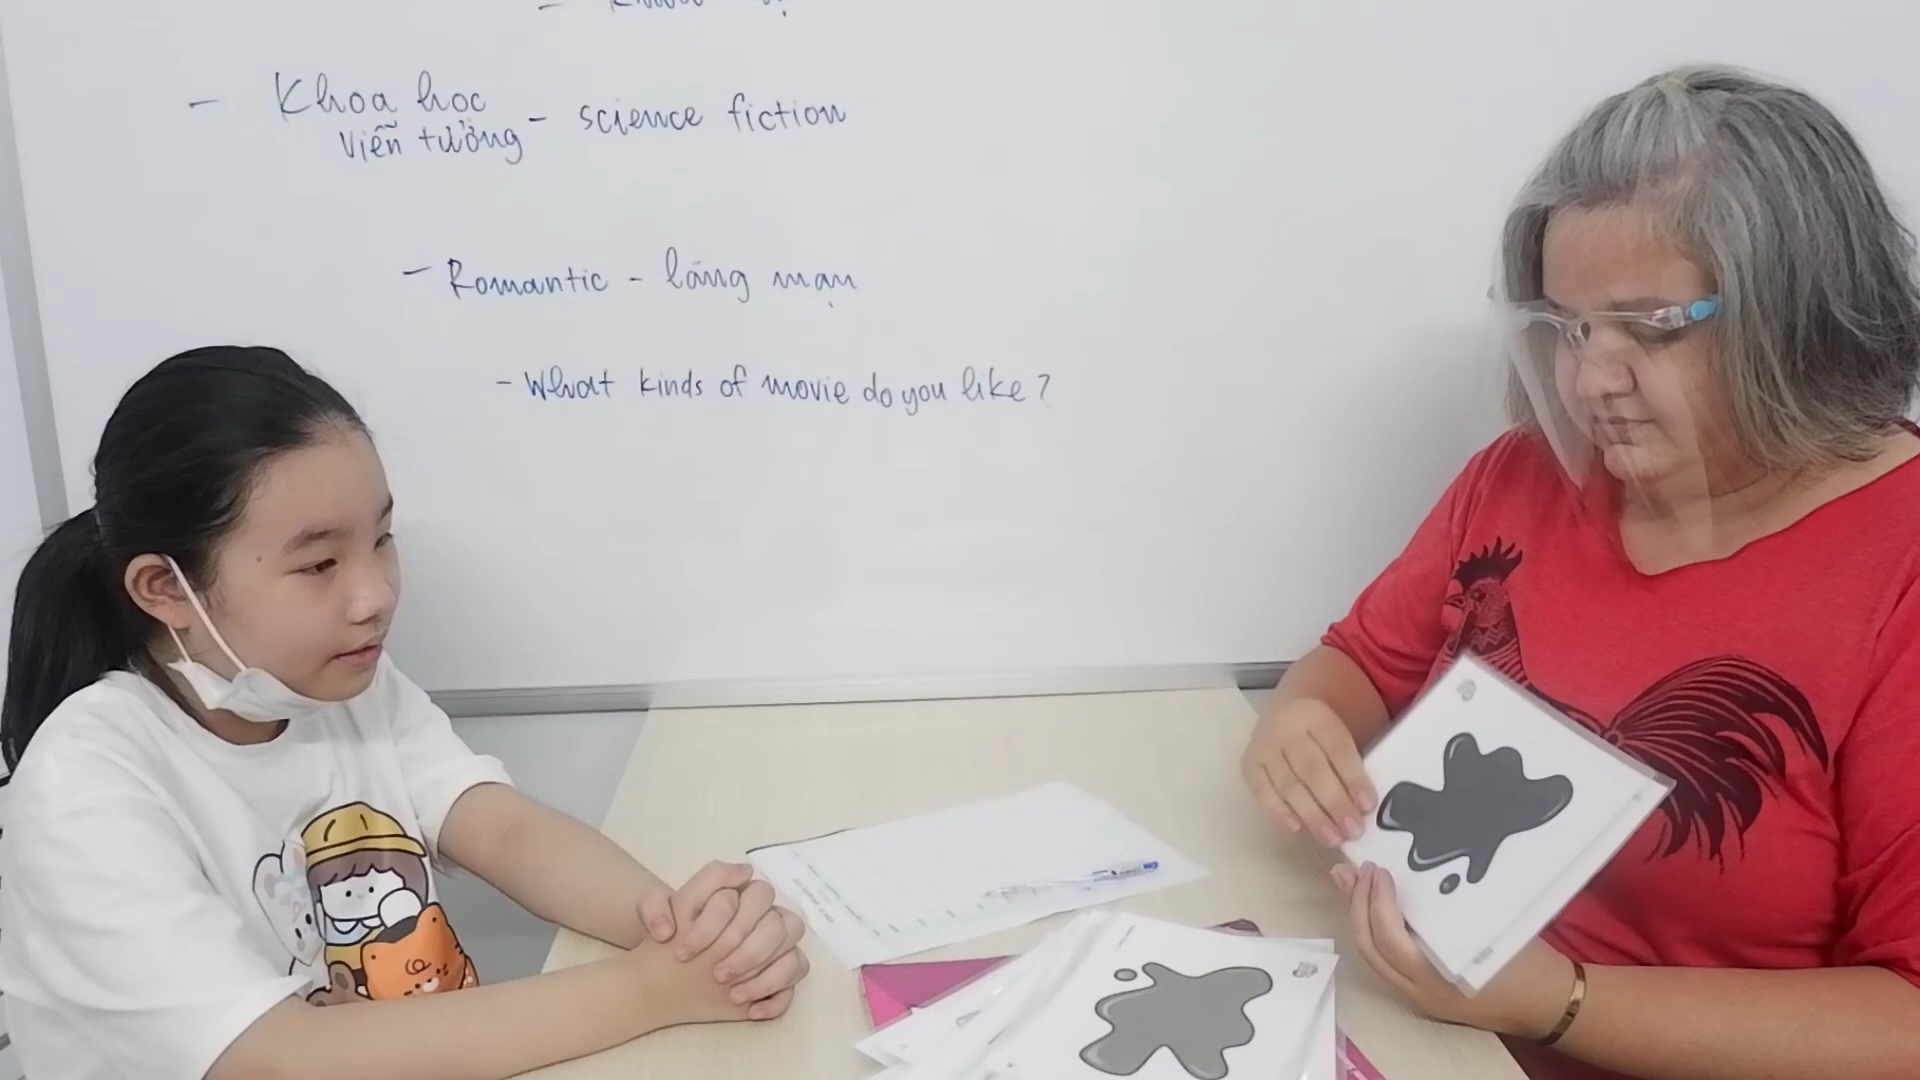 - Khoa học
viễn tưởng - science fiction
- Romantic - lãng mạn
- What kinds of movie do you like?